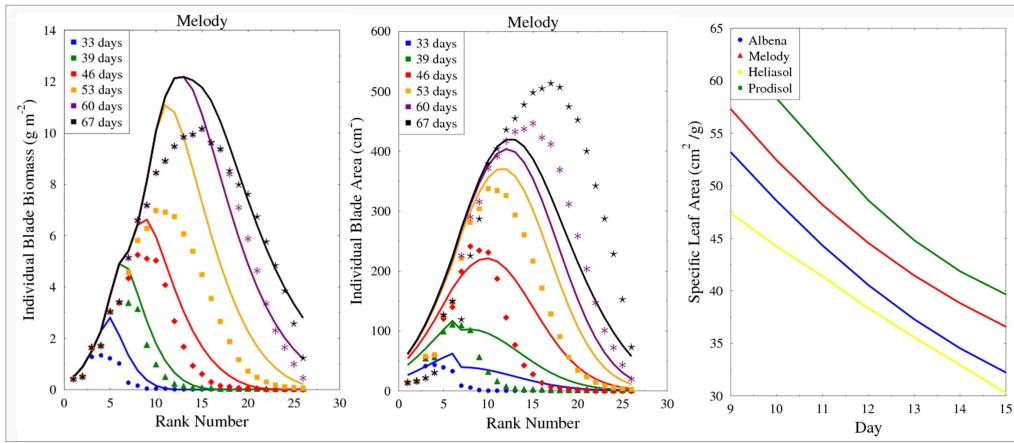 Melody
14
12
10
8
6
4
2
0
33 days
39 days
46 days
53 days
60 days
67 days
Individual Blade Biomass (g m⁻²)
0 5 10 15 20 25 30
Rank Number
Melody
600
500
400
300
200
100
0
33 days
39 days
46 days
53 days
60 days
67 days
Individual Blade Area (cm²)
0 5 10 15 20 25 30
Rank Number
65
60
55
50
45
40
35
30
Albena
Melody
Heliasol
Prodisol
Specific Leaf Area (cm²/g)
9 10 11 12 13 14 15
Day